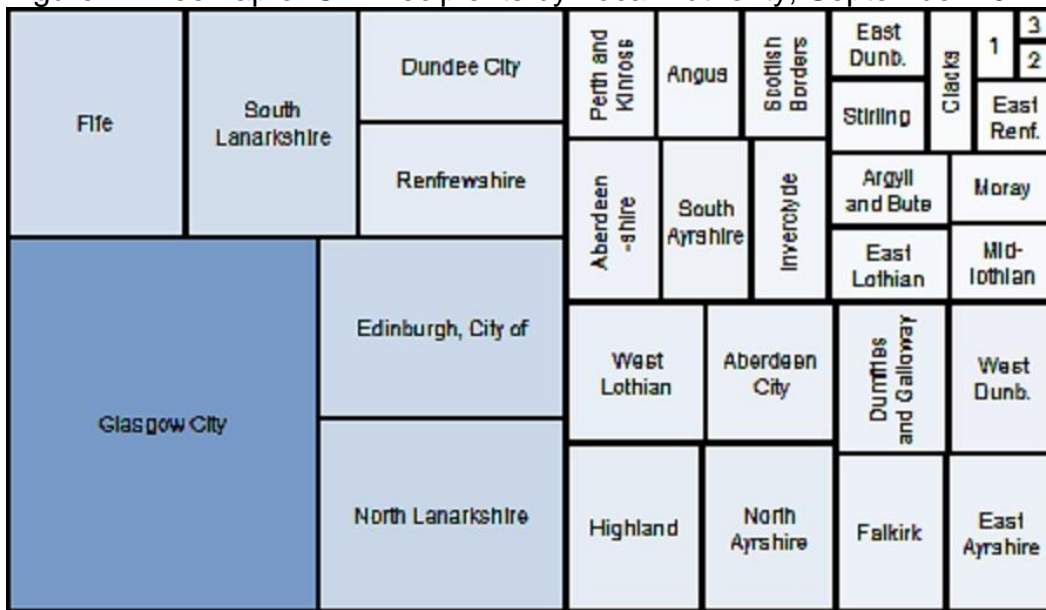 Fife
South
Lanarkshire
Dundee City
Renfrewshire
Perth and
Kinross
Angus
Scottish
Borders
East
Dunb.
Stirling
Clacks
1
3
2
East
Renf.
Aberdeen
-shire
South
Ayrshire
Inverclyde
Argyll
and Bute
Moray
East
Lothian
Mid-
lothian
Glasgow City
Edinburgh, City of
North Lanarkshire
West
Lothian
Aberdeen
City
Dumfries
and Galloway
West
Dunb.
Highland
North
Ayrshire
Falkirk
East
Ayrshire